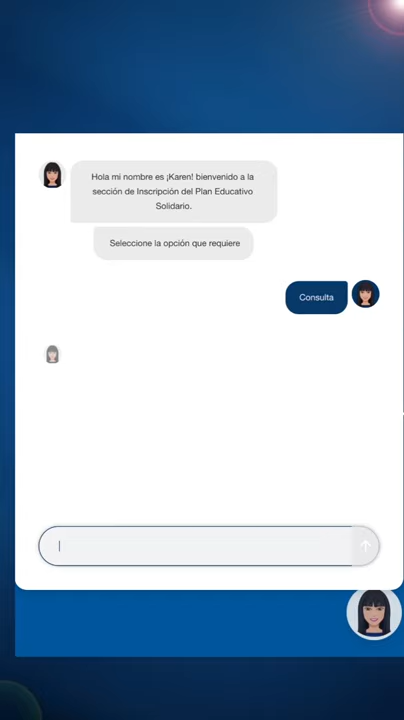 Hola mi nombre es ¡Karen! bienvenido a la
sección de Inscripción del Plan Educativo
Solidario.
Seleccione la opción que requiere
Consulta